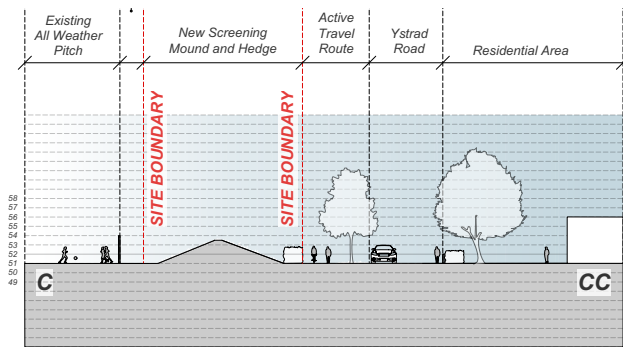 Existing
All Weather
Pitch
New Screening
Mound and Hedge
Active
Travel
Route
Ystrad
Road
Residential Area
SITE BOUNDARY
SITE BOUNDARY
58
57
56
55
54
53
52
51
50
49
C
CC